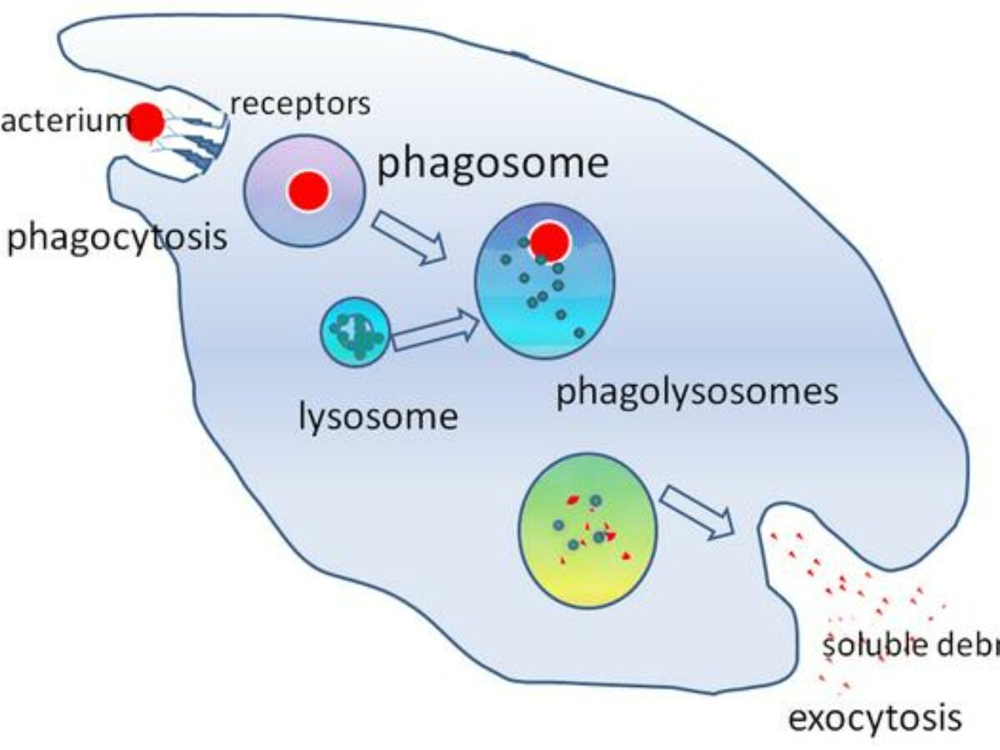 receptors
acterium
phagosome
phagocytosis
phagolysosomes
lysosome
soluble debr
exocytosis